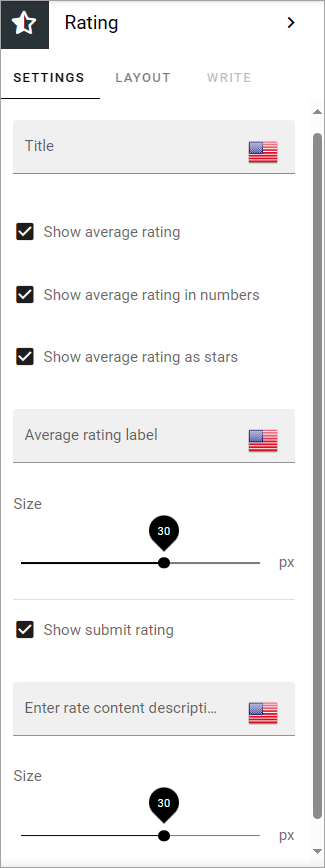 Rating
SETTINGS LAYOUT WRITE
Title
Show average rating
Show average rating in numbers
Show average rating as stars
Average rating label
Size
30
px
Show submit rating
Enter rate content descripti...
Size
30
px